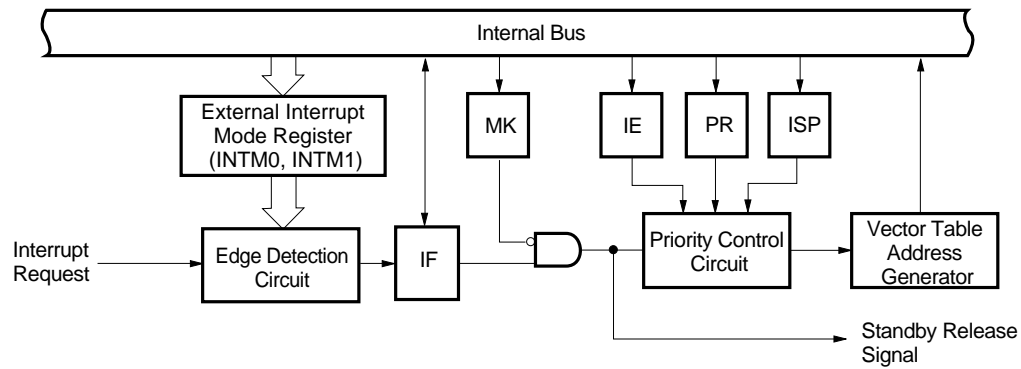 Internal Bus
External Interrupt
Mode Register
(INTM0, INTM1)
MK
IE
PR
ISP
Interrupt
Request
Edge Detection
Circuit
IF
Priority Control
Circuit
Vector Table
Address
Generator
Standby Release
Signal